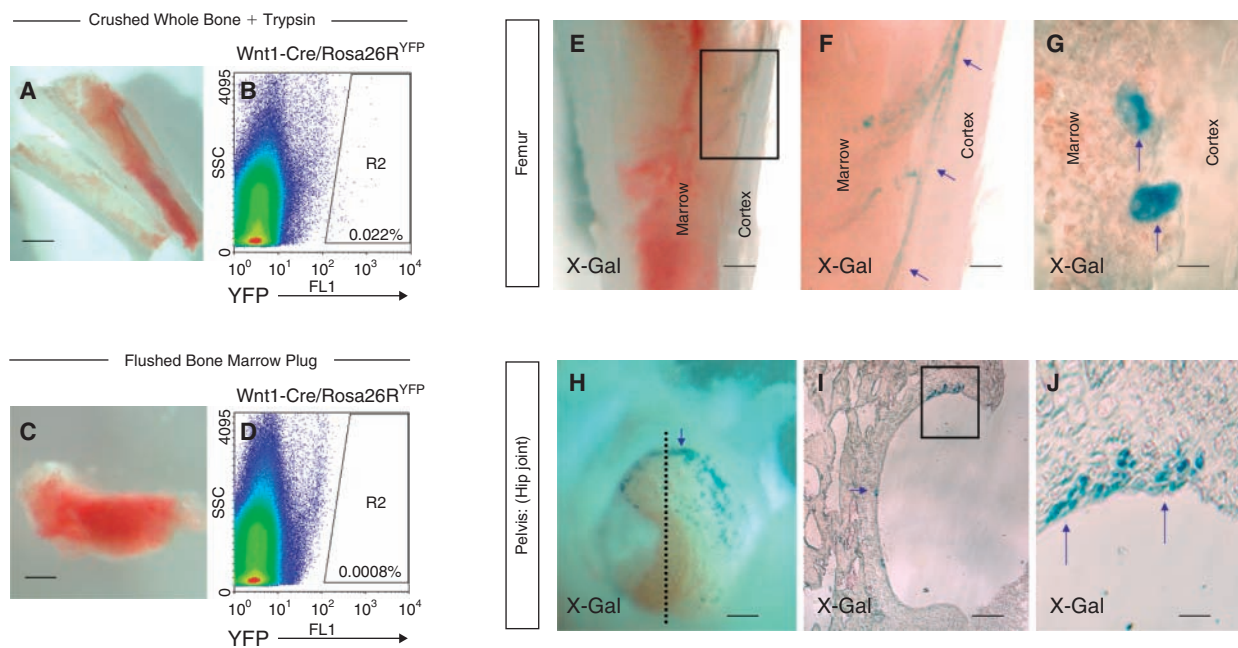 Crushed Whole Bone + Trypsin
A
Wnt1-Cre/Rosa26R^YFP
B
4095
SSC
0
R2
0.022%
10^0 10^1 10^2 10^3 10^4
FL1
YFP
Flushed Bone Marrow Plug
C
Wnt1-Cre/Rosa26R^YFP
D
4095
SSC
0
R2
0.0008%
10^0 10^1 10^2 10^3 10^4
FL1
YFP
Femur
E
Marrow
Cortex
X-Gal
F
Marrow
Cortex
X-Gal
G
Marrow
Cortex
X-Gal
Pelvis: (Hip joint)
H
X-Gal
I
X-Gal
J
X-Gal